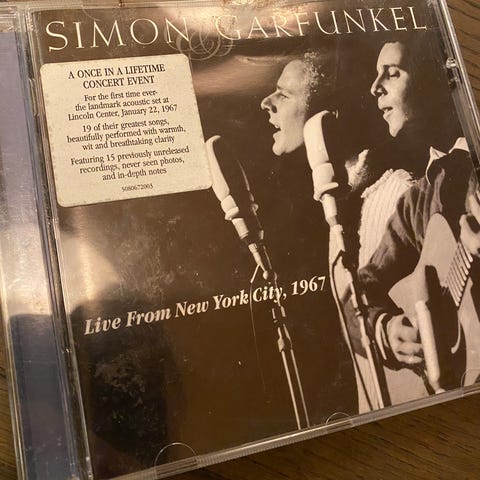 SIMON & GARFUNKEL
A ONCE IN A LIFETIME
CONCERT EVENT
For the first time ever-
the landmark acoustic set at
Lincoln Center, January 22, 1967
19 of their greatest songs,
beautifully performed with warmth,
wit and breathtaking clarity
Featuring 15 previously unreleased
recordings, never seen photos,
and in-depth notes
5080672003
Live From New York City, 1967